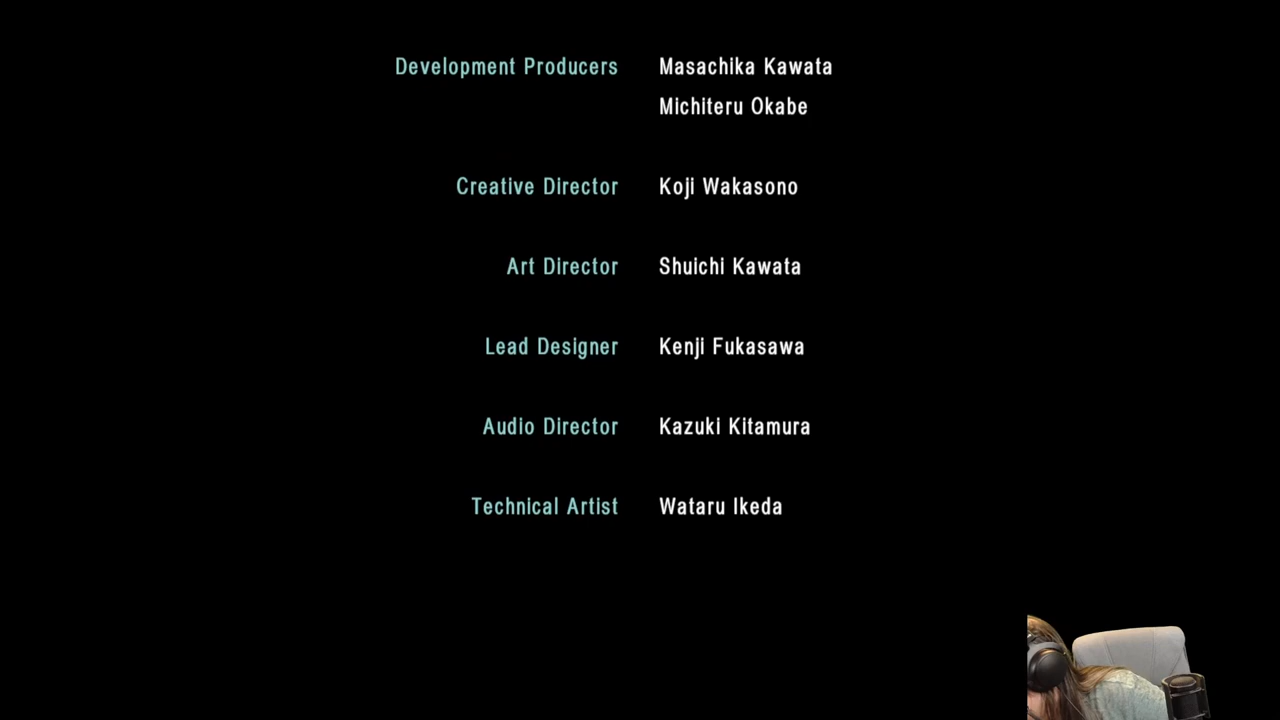 Development Producers Masachika Kawata
Michiteru Okabe
Creative Director Koji Wakasono
Art Director Shuichi Kawata
Lead Designer Kenji Fukasawa
Audio Director Kazuki Kitamura
Technical Artist Wataru Ikeda